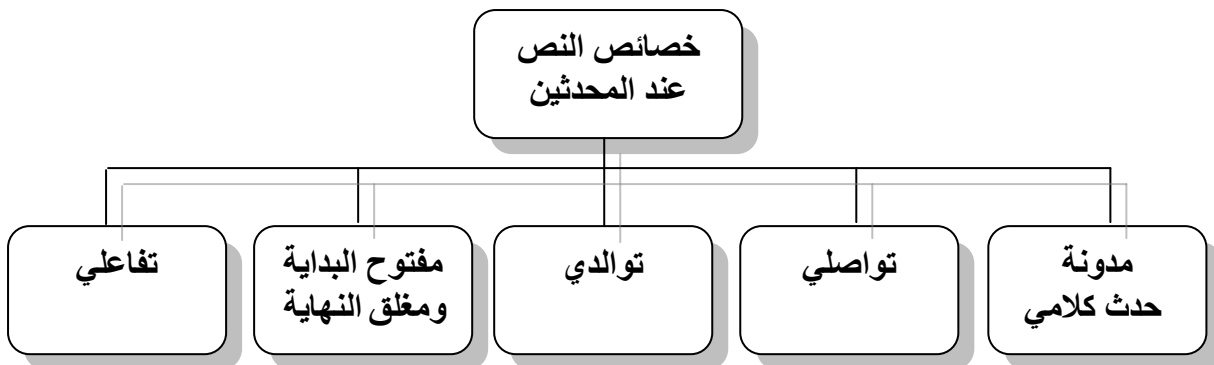 خصائص النص
عند المحدثين
مدونة
حدث كلامي
تواصلي
توالدي
مفتوح البداية
ومغلق النهاية
تفاعلي